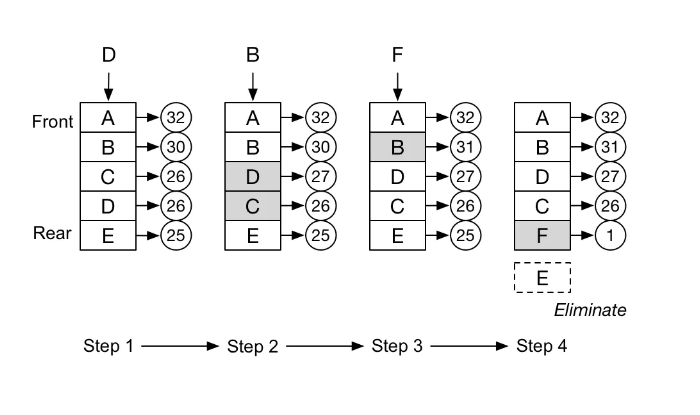 D B F
Front A 32 A 32 A 32 A 32
B 30 B 30 B 31 B 31
C 26 D 27 D 27 D 27
D 26 C 26 C 26 C 26
Rear E 25 E 25 E 25 F 1
E
Eliminate
Step 1 Step 2 Step 3 Step 4